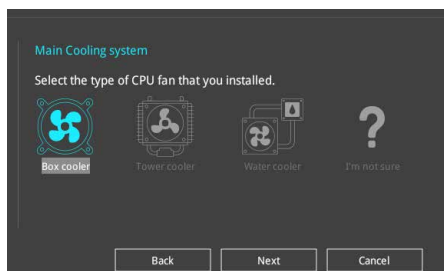 Main Cooling system
Select the type of CPU fan that you installed.
Box cooler Tower cooler Water cooler I'm not sure
Back Next Cancel